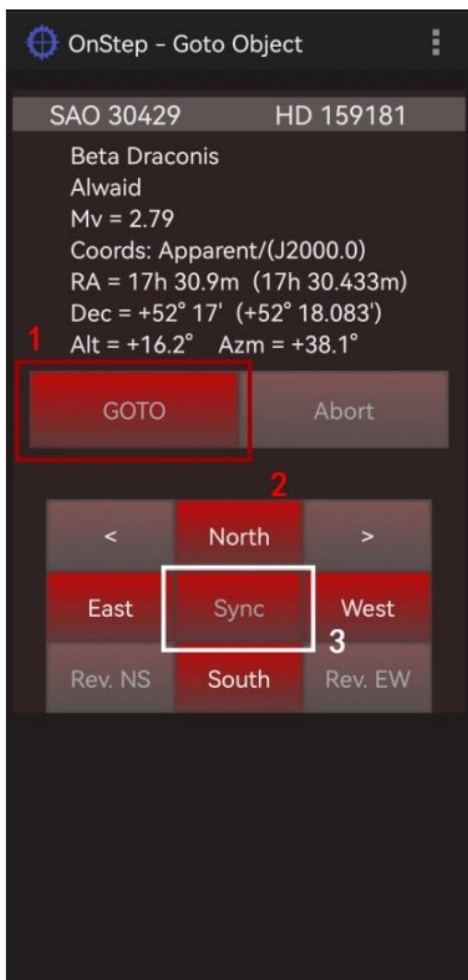 OnStep - Goto Object
SAO 30429 HD 159181
Beta Draconis
Alwaid
Mv = 2.79
Coords: Apparent/(J2000.0)
RA = 17h 30.9m (17h 30.433m)
Dec = +52° 17' (+52° 18.083')
1
Alt = +16.2° Azm = +38.1°
GOTO Abort
2
< North >
East Sync West
3
Rev. NS South Rev. EW